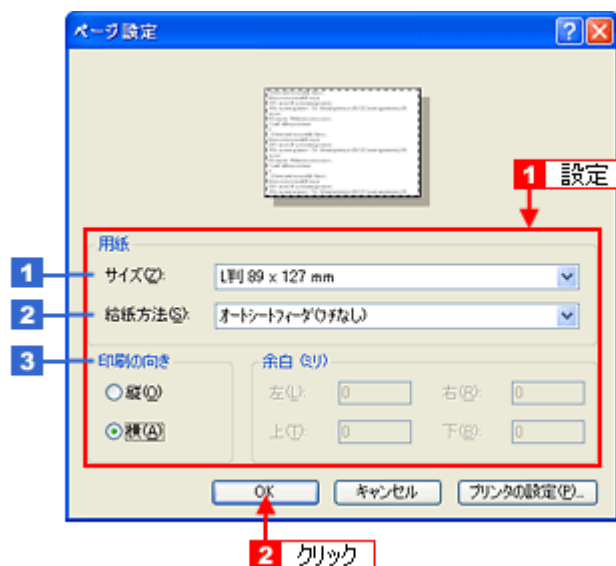 ページ設定
1 設定
用紙
1 サイズ(Z): L判 89 x 127 mm
2 給紙方法(S): オートシートフィーダ(フチなし)
3 印刷の向き
余白 (ミリ)
縦(O)
左(L): 0 右(R): 0
横(A)
上(T): 0 下(B): 0
OK キャンセル プリンタの設定(P)...
2 クリック